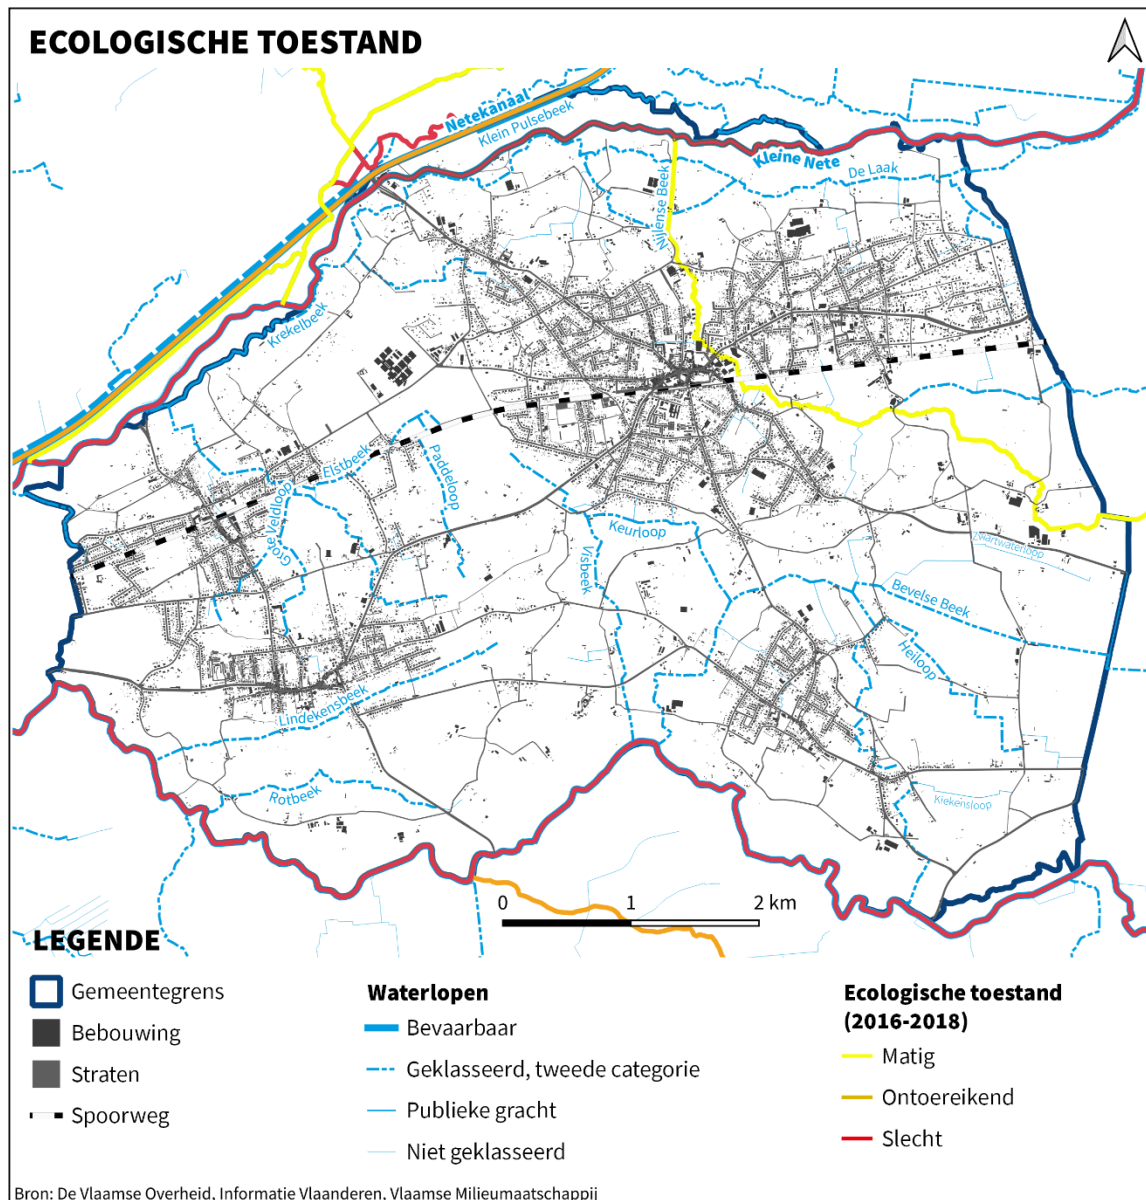 ECOLOGISCHE TOESTAND
Netekanaal
Klein Pulsebeek
Kleine Nete
De Laak
Nijlense Beek
Krekelbeek
Elstbeek
Paddeloop
Grote Veldloop
Keurloop
Visbeek
Zwartwaterloop
Bevelse Beek
Heiloop
Lindekensbeek
Rotbeek
Kiekensloop
0 1 2 km
LEGENDE
Gemeentegrens
Bebouwing
Straten
Spoorweg
Waterlopen
Bevaarbaar
Geklasseerd, tweede categorie
Publieke gracht
Niet geklasseerd
Ecologische toestand
(2016-2018)
Matig
Ontoereikend
Slecht
Bron: De Vlaamse Overheid, Informatie Vlaanderen, Vlaamse Milieumaatschappij